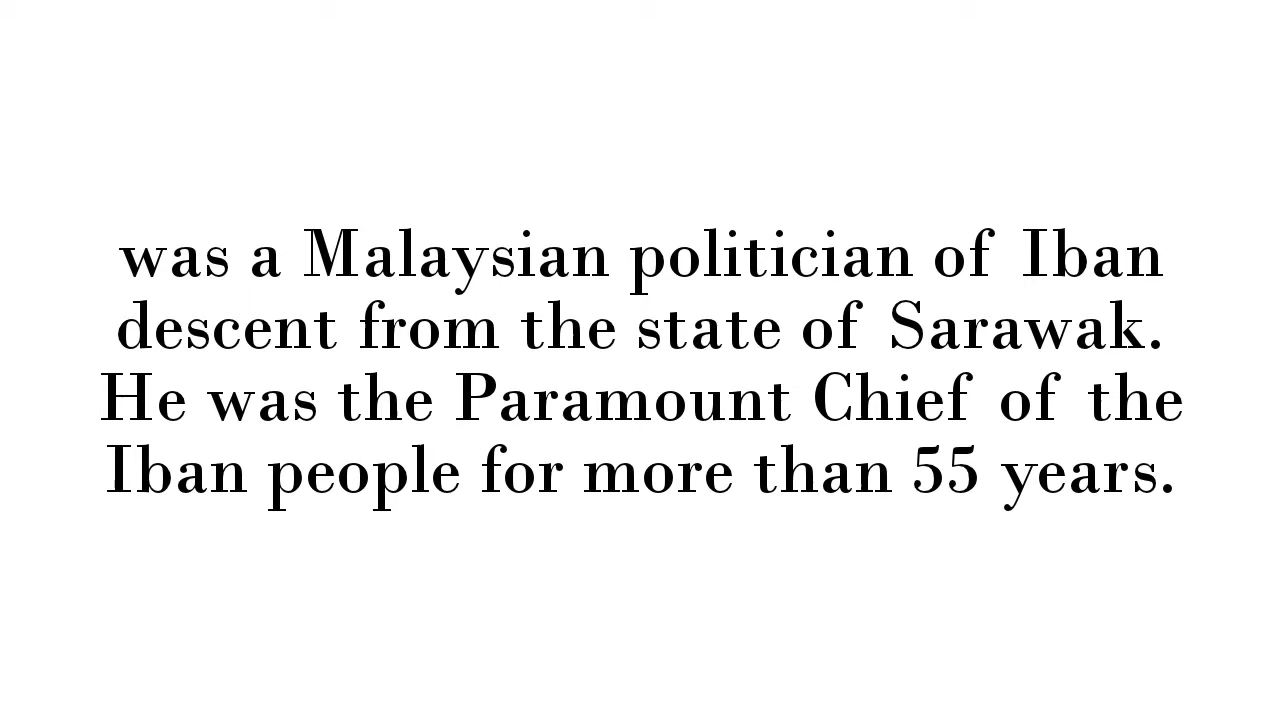 was a Malaysian politician of Iban
descent from the state of Sarawak.
He was the Paramount Chief of the
Iban people for more than 55 years.